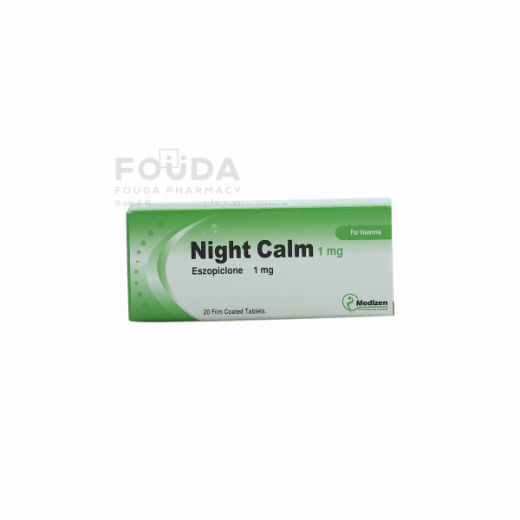 FOUDA
FOUDA PHARMACY
For Insomnia
Night Calm 1 mg
Eszopiclone 1 mg
20 Film Coated Tablets
Medizen